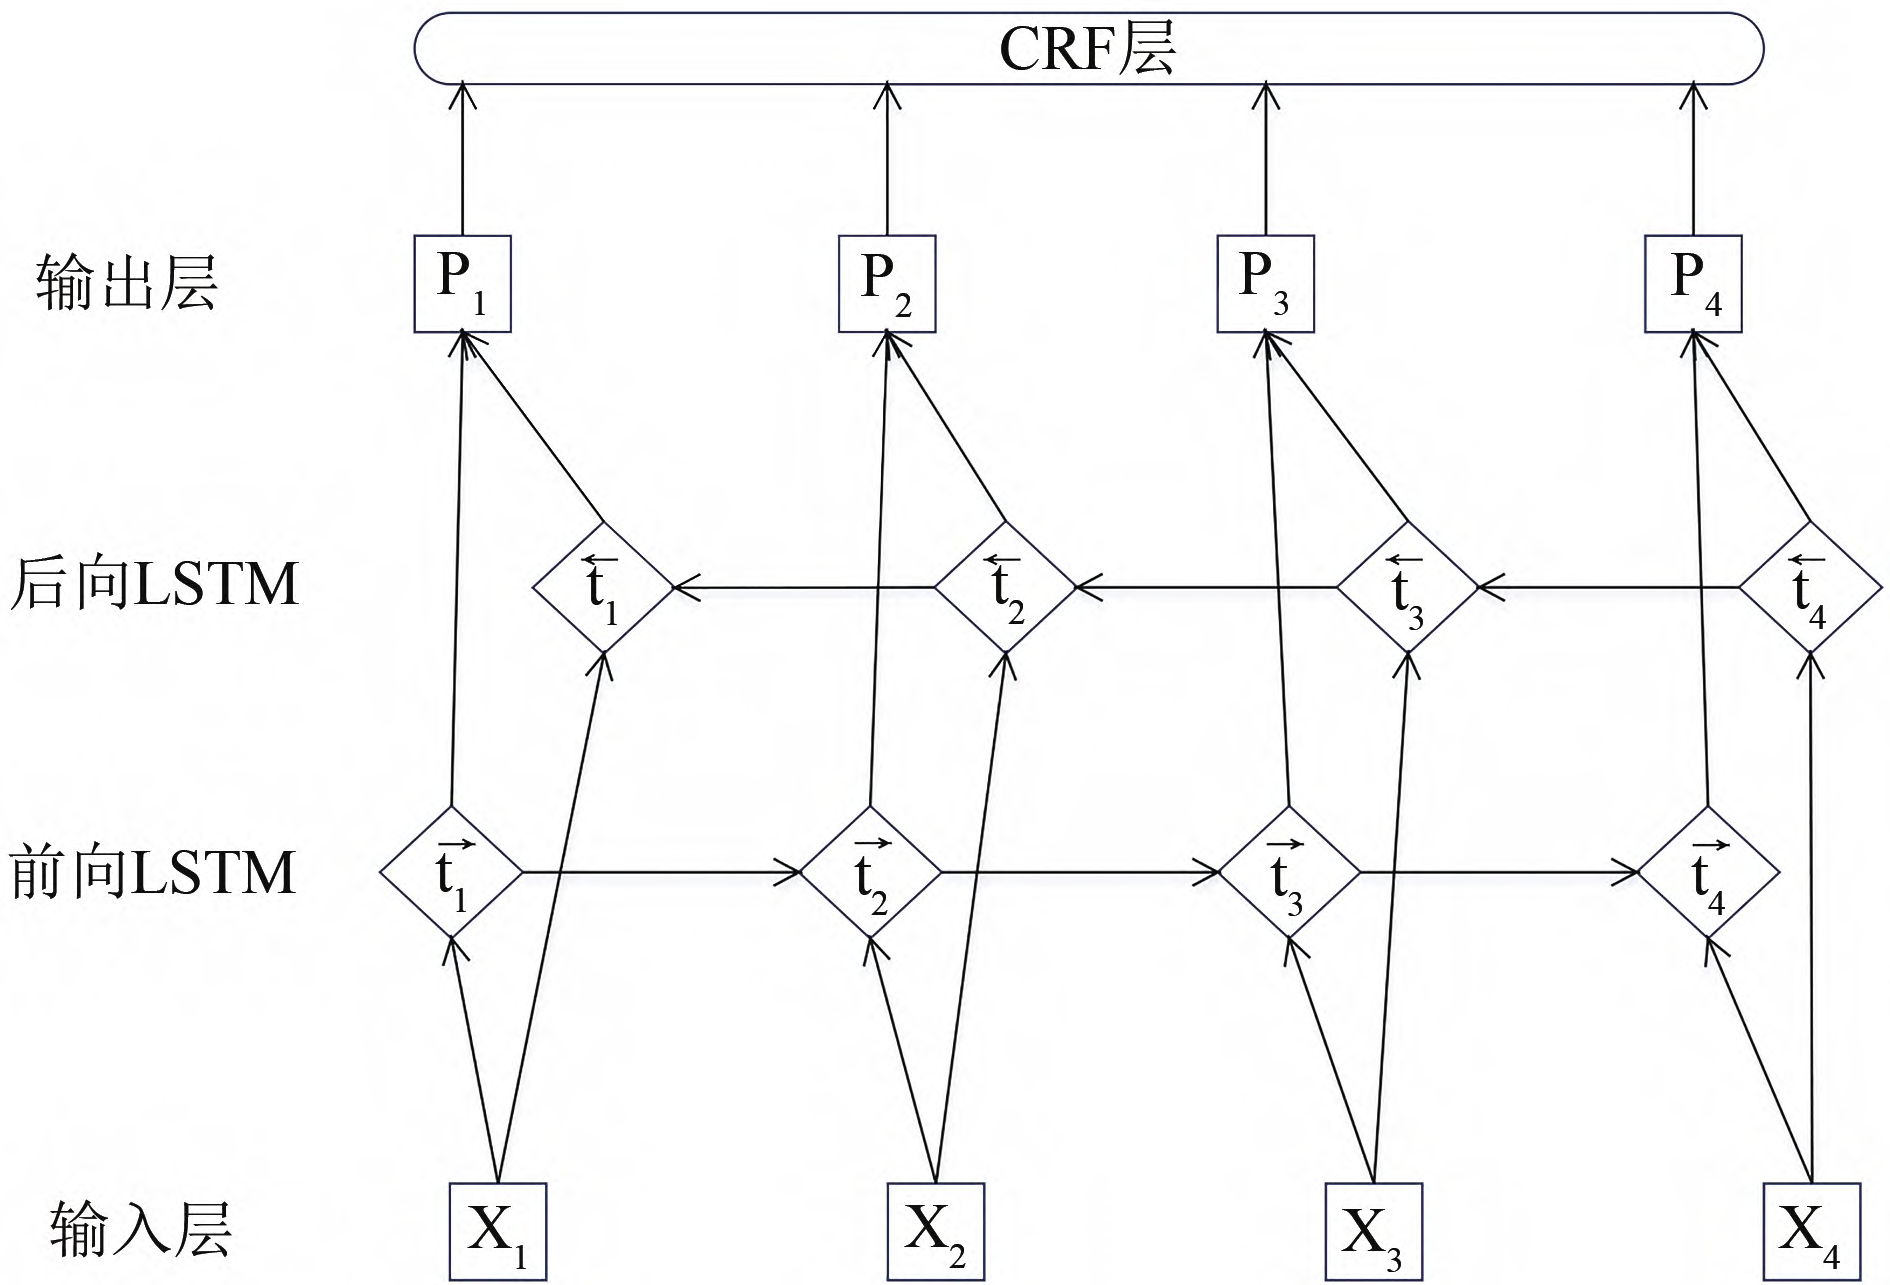 CRF层
输出层 P1 P2 P3 P4
后向LSTM ←t1 ←t2 ←t3 ←t4
前向LSTM →t1 →t2 →t3 →t4
输入层 X1 X2 X3 X4